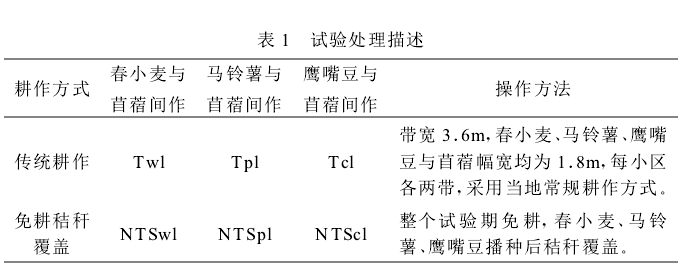 表1 试验处理描述
耕作方式 春小麦与苜蓿间作 马铃薯与苜蓿间作 鹰嘴豆与苜蓿间作 操作方法
传统耕作 Twl Tpl Tcl 带宽3.6m,春小麦、马铃薯、鹰嘴
豆与苜蓿幅宽均为1.8m,每小区
各两带,采用当地常规耕作方式。
免耕秸秆
覆盖
NTSwl NTSpl NTScl
整个试验期免耕,春小麦、马铃
薯、鹰嘴豆播种后秸秆覆盖。